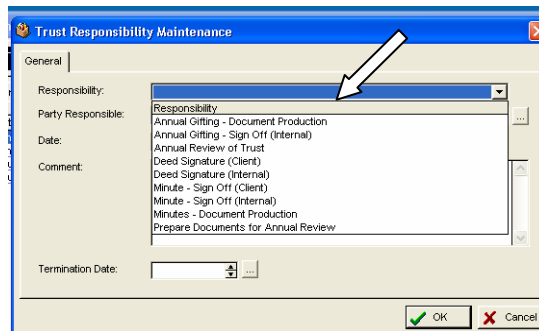 Trust Responsibility Maintenance
General
Responsibility:
Responsibility
Party Responsible:
Annual Gifting - Document Production
...
Annual Gifting - Sign Off (Internal)
Date:
Annual Review of Trust
Deed Signature (Client)
Comment:
Deed Signature (Internal)
Minute - Sign Off (Client)
Minute - Sign Off (Internal)
Minutes - Document Production
Prepare Documents for Annual Review
Termination Date:
...
OK
Cancel